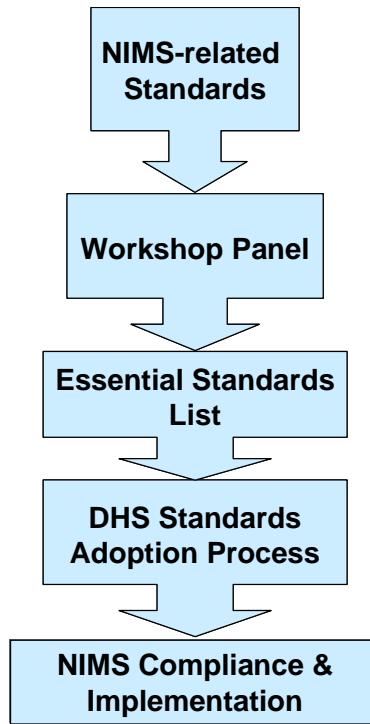 NIMS-related
Standards
Workshop Panel
Essential Standards
List
DHS Standards
Adoption Process
NIMS Compliance &
Implementation